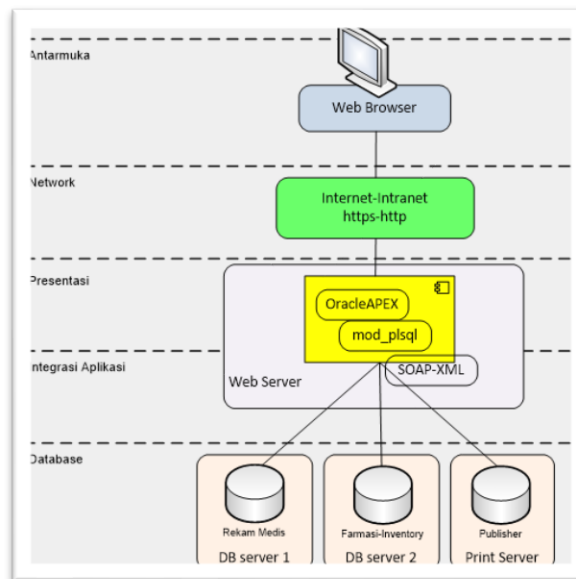 Antarmuka
Web Browser
Network
Internet-Intranet
https-http
Presentasi
OracleAPEX
mod_plsql
ntegrasi Aplikasi
SOAP-XML
Web Server
Database
Rekam Medis
Farmasi-Inventory
Publisher
DB server 1
DB server 2
Print Server